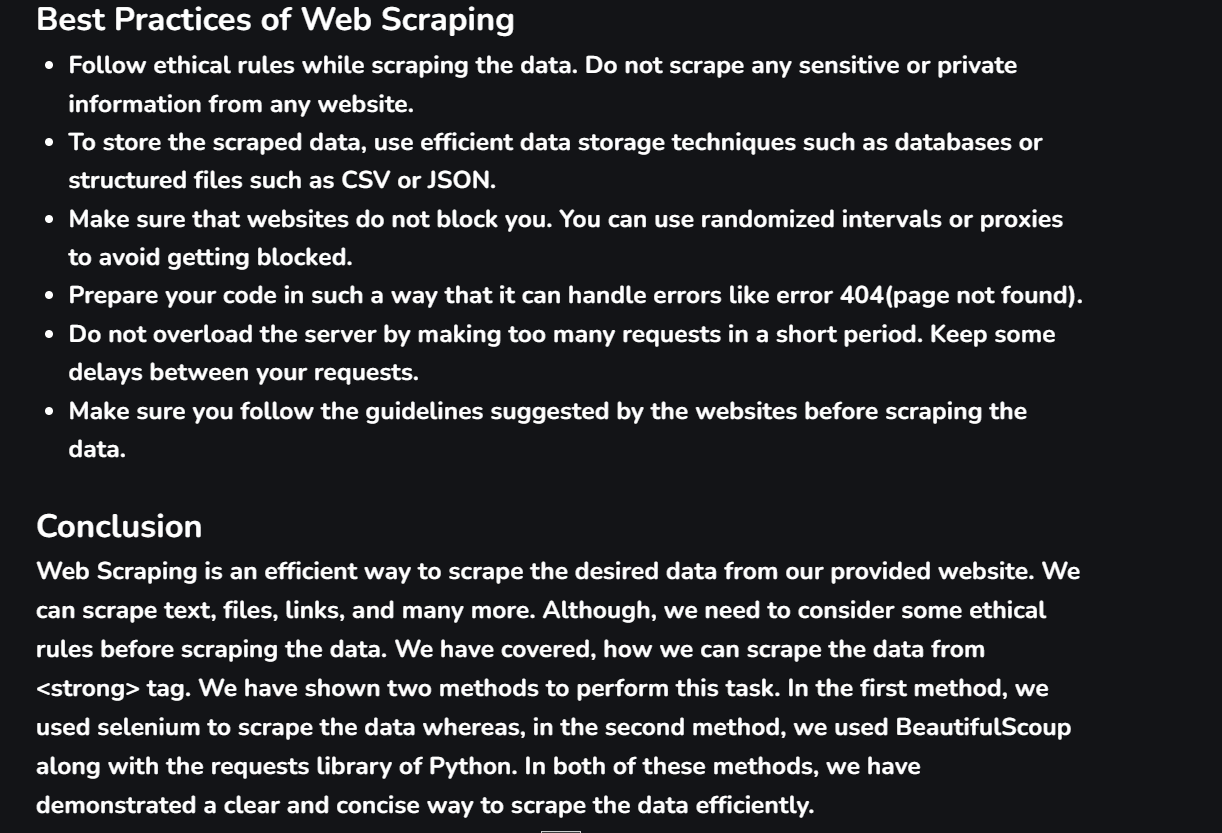 Best Practices of Web Scraping
• Follow ethical rules while scraping the data. Do not scrape any sensitive or private
information from any website.
• To store the scraped data, use efficient data storage techniques such as databases or
structured files such as CSV or JSON.
• Make sure that websites do not block you. You can use randomized intervals or proxies
to avoid getting blocked.
• Prepare your code in such a way that it can handle errors like error 404(page not found).
• Do not overload the server by making too many requests in a short period. Keep some
delays between your requests.
• Make sure you follow the guidelines suggested by the websites before scraping the
data.
Conclusion
Web Scraping is an efficient way to scrape the desired data from our provided website. We
can scrape text, files, links, and many more. Although, we need to consider some ethical
rules before scraping the data. We have covered, how we can scrape the data from
<strong> tag. We have shown two methods to perform this task. In the first method, we
used selenium to scrape the data whereas, in the second method, we used BeautifulScoup
along with the requests library of Python. In both of these methods, we have
demonstrated a clear and concise way to scrape the data efficiently.